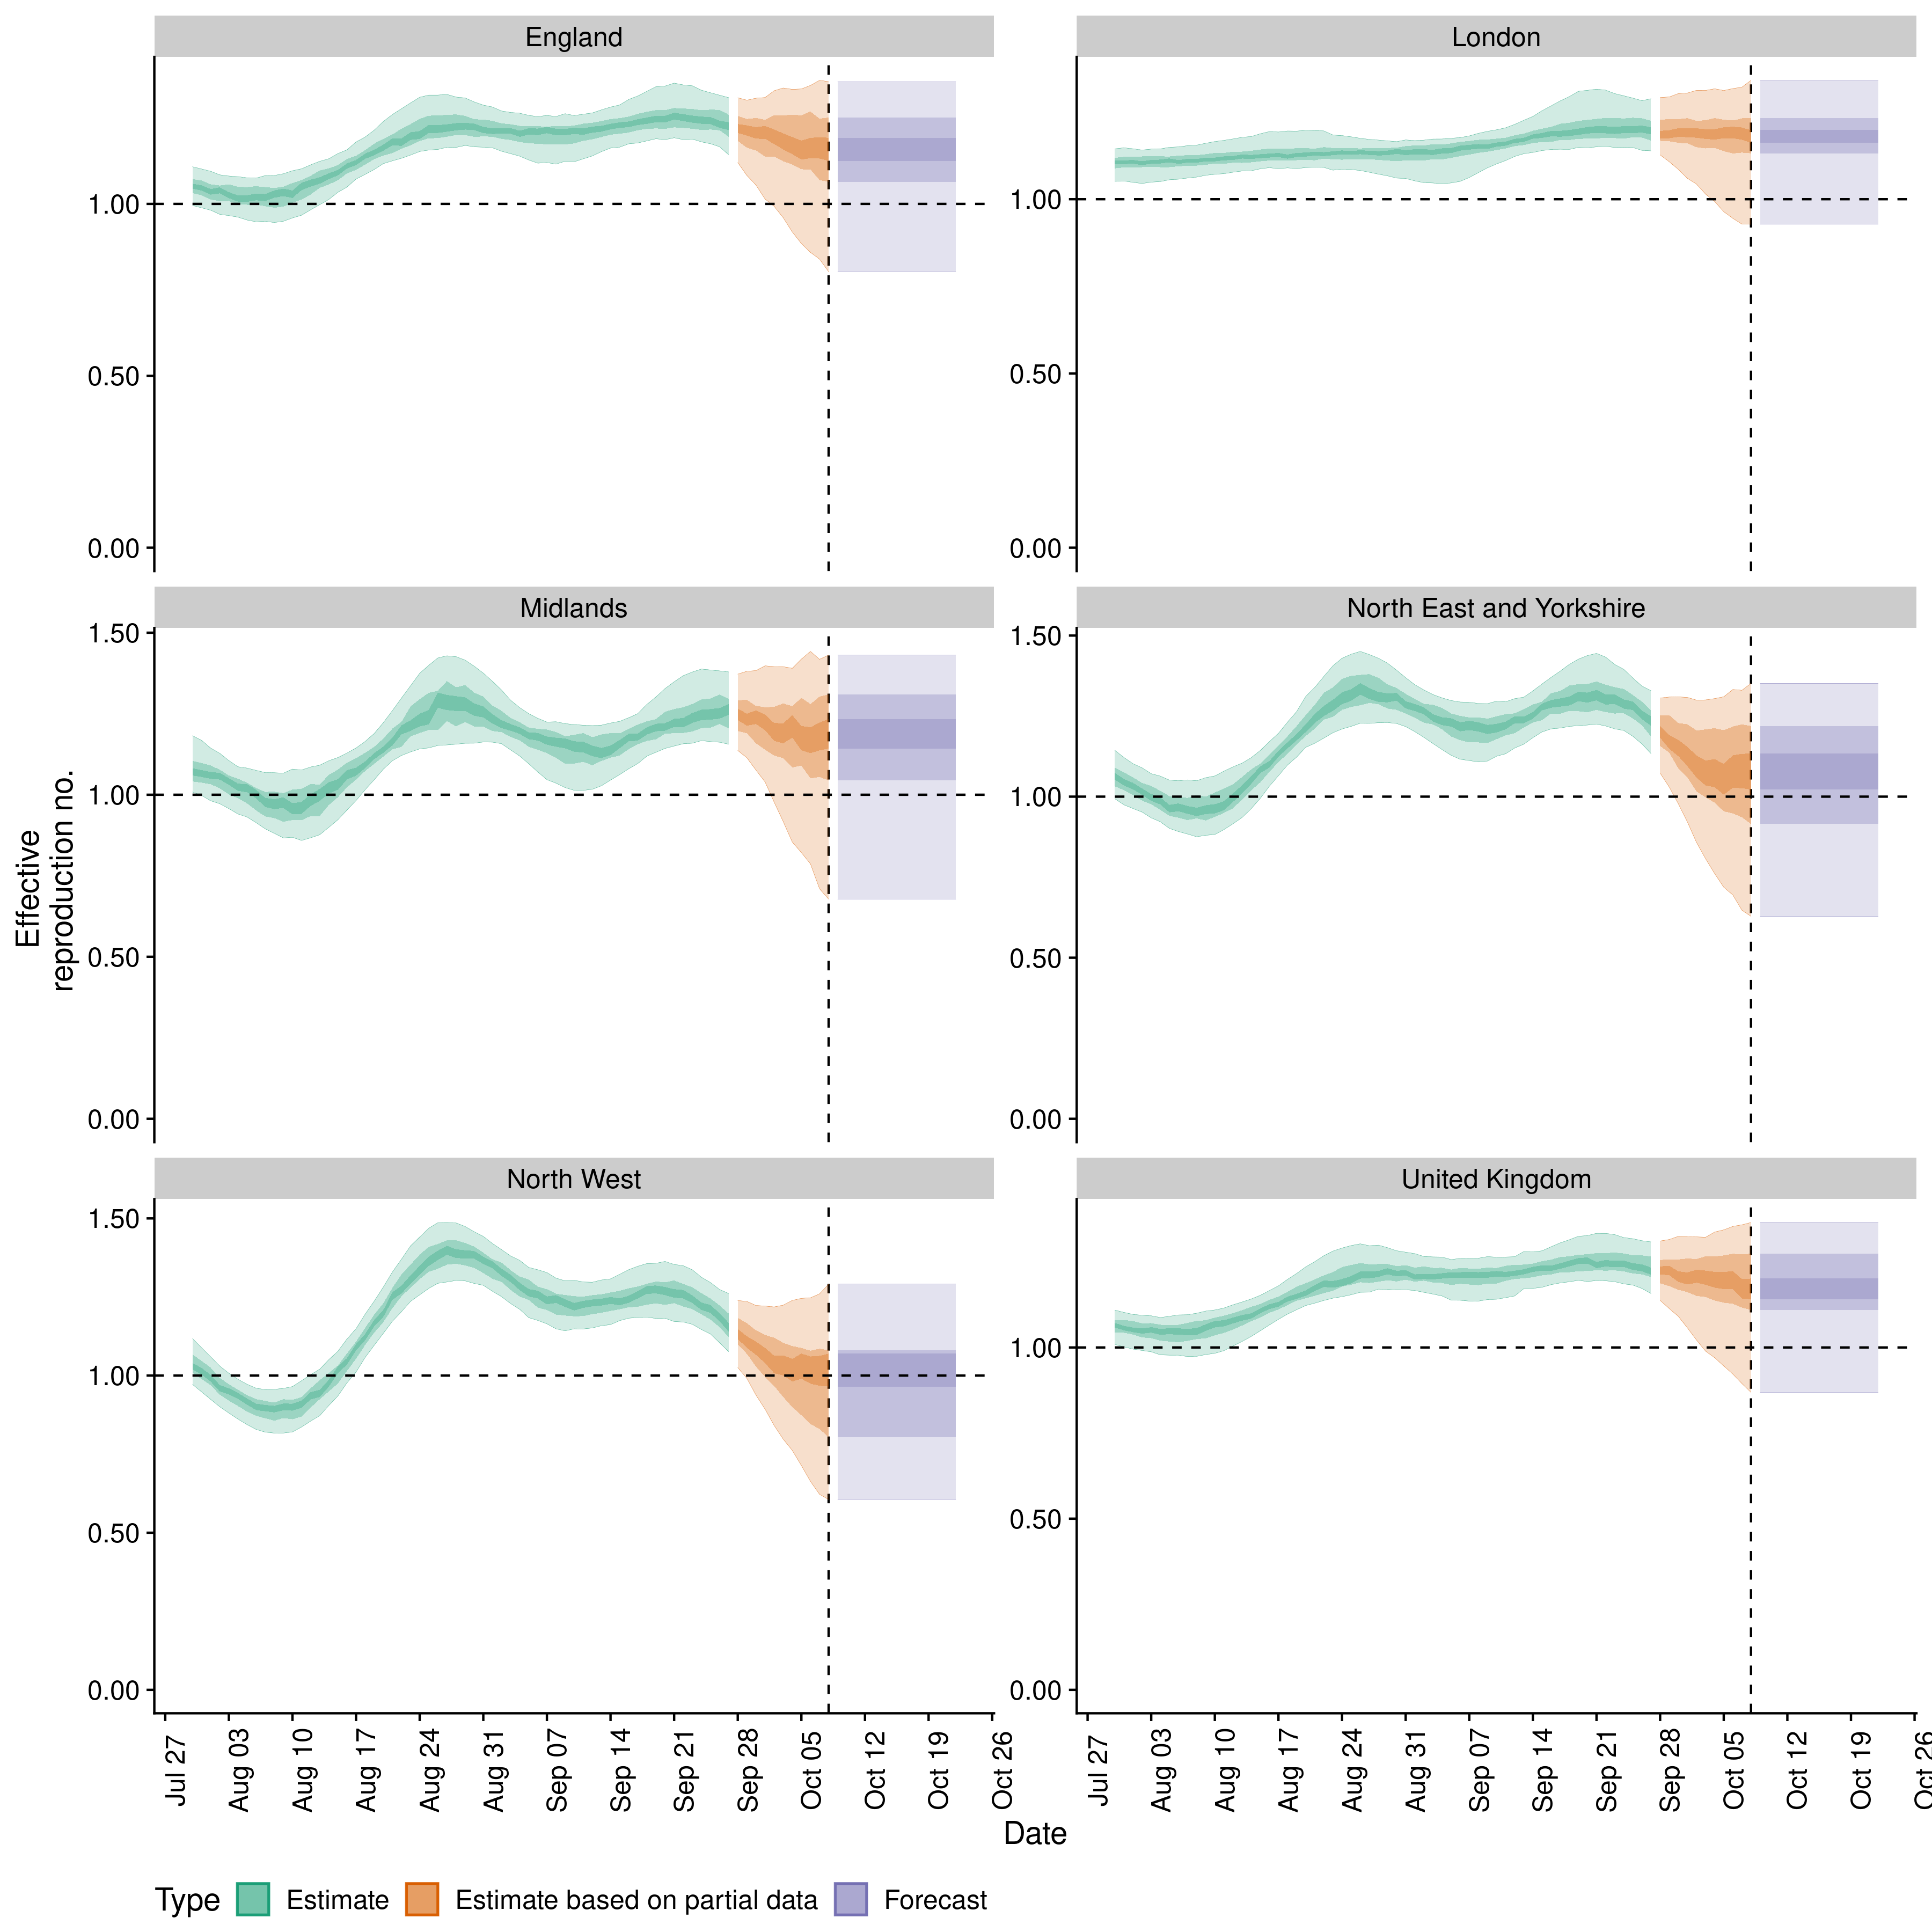 England
London
1.00
0.50
0.00
1.00
0.50
0.00
Midlands
North East and Yorkshire
1.50
1.00
0.50
0.00
1.50
1.00
0.50
0.00
Effective
reproduction no.
North West
United Kingdom
1.50
1.00
0.50
0.00
1.00
0.50
0.00
Jul 27
Aug 03
Aug 10
Aug 17
Aug 24
Aug 31
Sep 07
Sep 14
Sep 21
Sep 28
Oct 05
Oct 12
Oct 19
Oct 26
Jul 27
Aug 03
Aug 10
Aug 17
Aug 24
Aug 31
Sep 07
Sep 14
Sep 21
Sep 28
Oct 05
Oct 12
Oct 19
Oct 26
Date
Type Estimate Estimate based on partial data Forecast